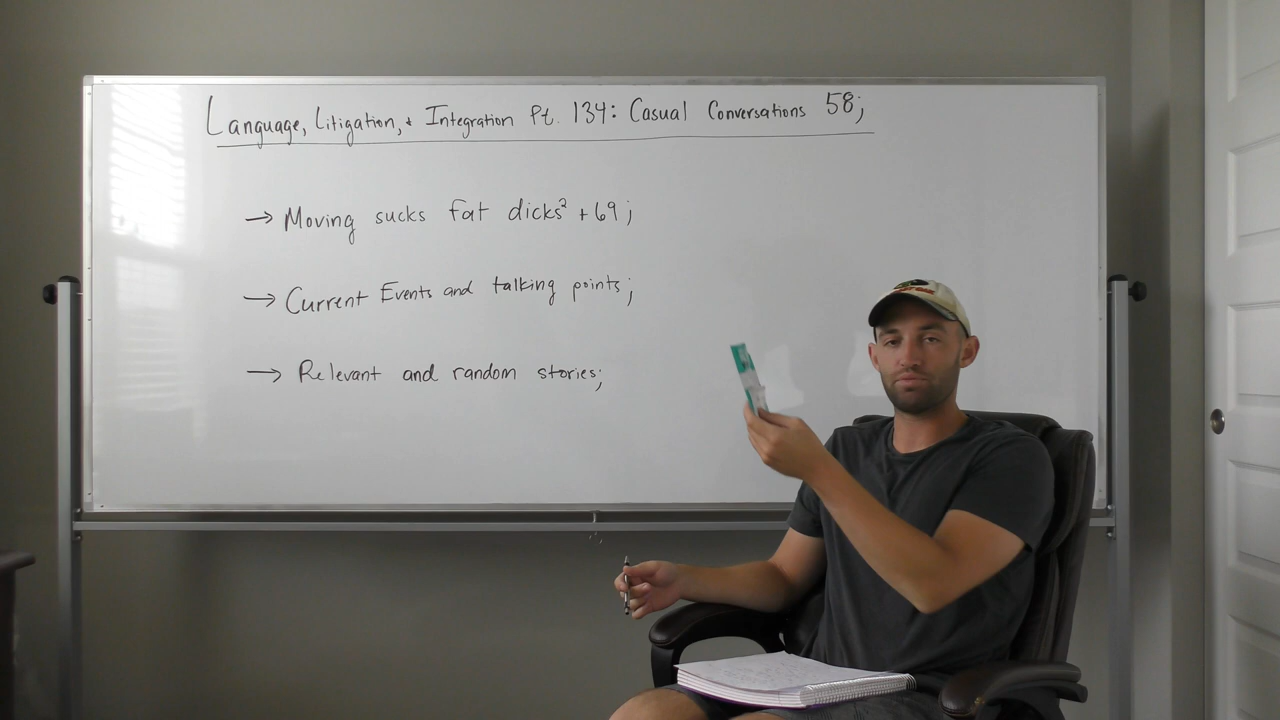 Language, Litigation, & Integration Pt. 134: Casual Conversations 58;
→ Moving sucks fat dicks² + 69;
→ Current Events and talking points;
→ Relevant and random stories;